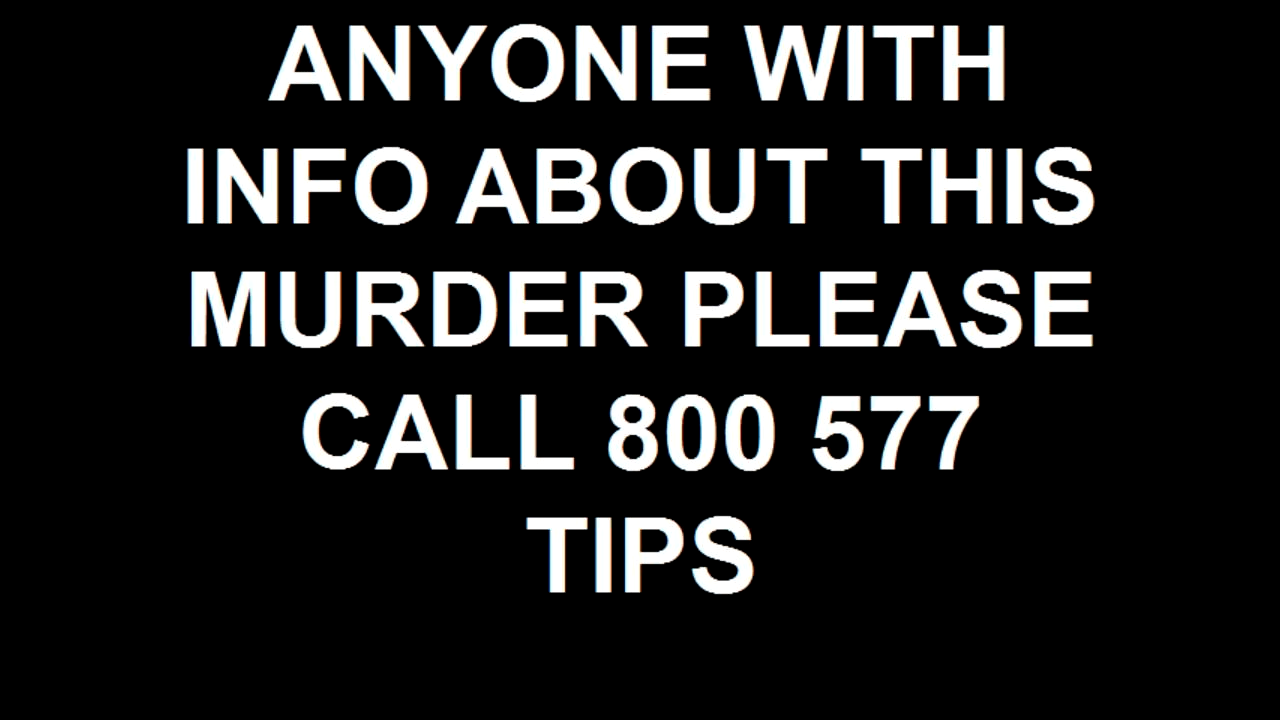 ANYONE WITH
INFO ABOUT THIS
MURDER PLEASE
CALL 800 577
TIPS